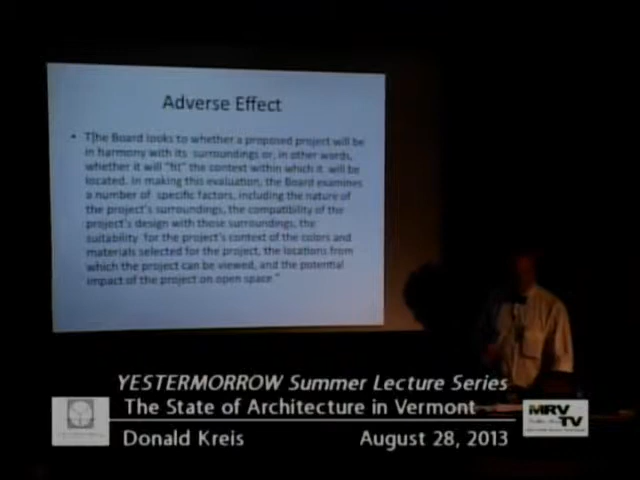 Adverse Effect
• The Board looks to whether a proposed project will be
in harmony with its surroundings or, in other words,
whether it will "fit" the context within which it will be
located. In making this evaluation, the Board examines
a number of specific factors, including the nature of
the project's surroundings, the compatibility of the
project's design with those surroundings, the
suitability for the project's context of the colors and
materials selected for the project, the locations from
which the project can be viewed, and the potential
impact of the project on open space."
YESTERMORROW Summer Lecture Series
The State of Architecture in Vermont
Donald Kreis August 28, 2013
MRV
TV